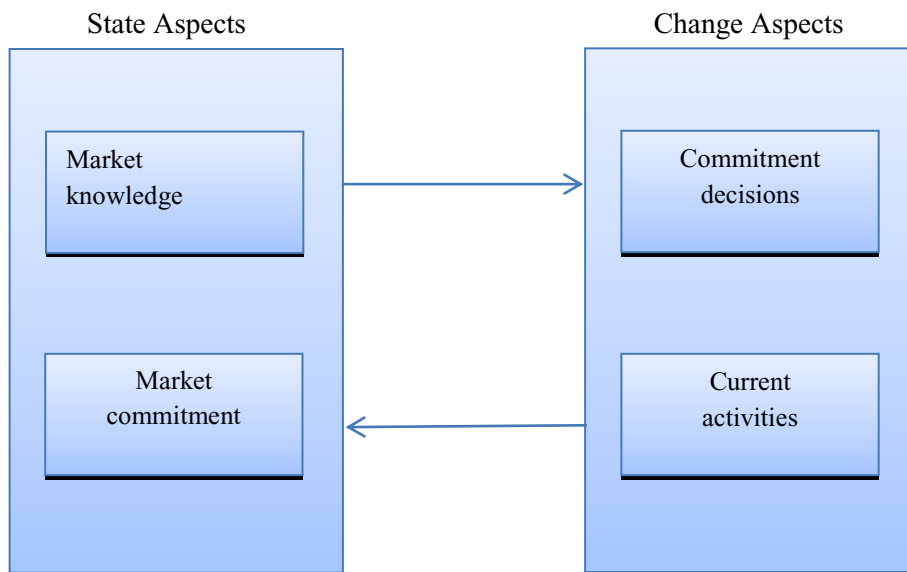 State Aspects
Change Aspects
Market
knowledge
Commitment
decisions
Market
commitment
Current
activities